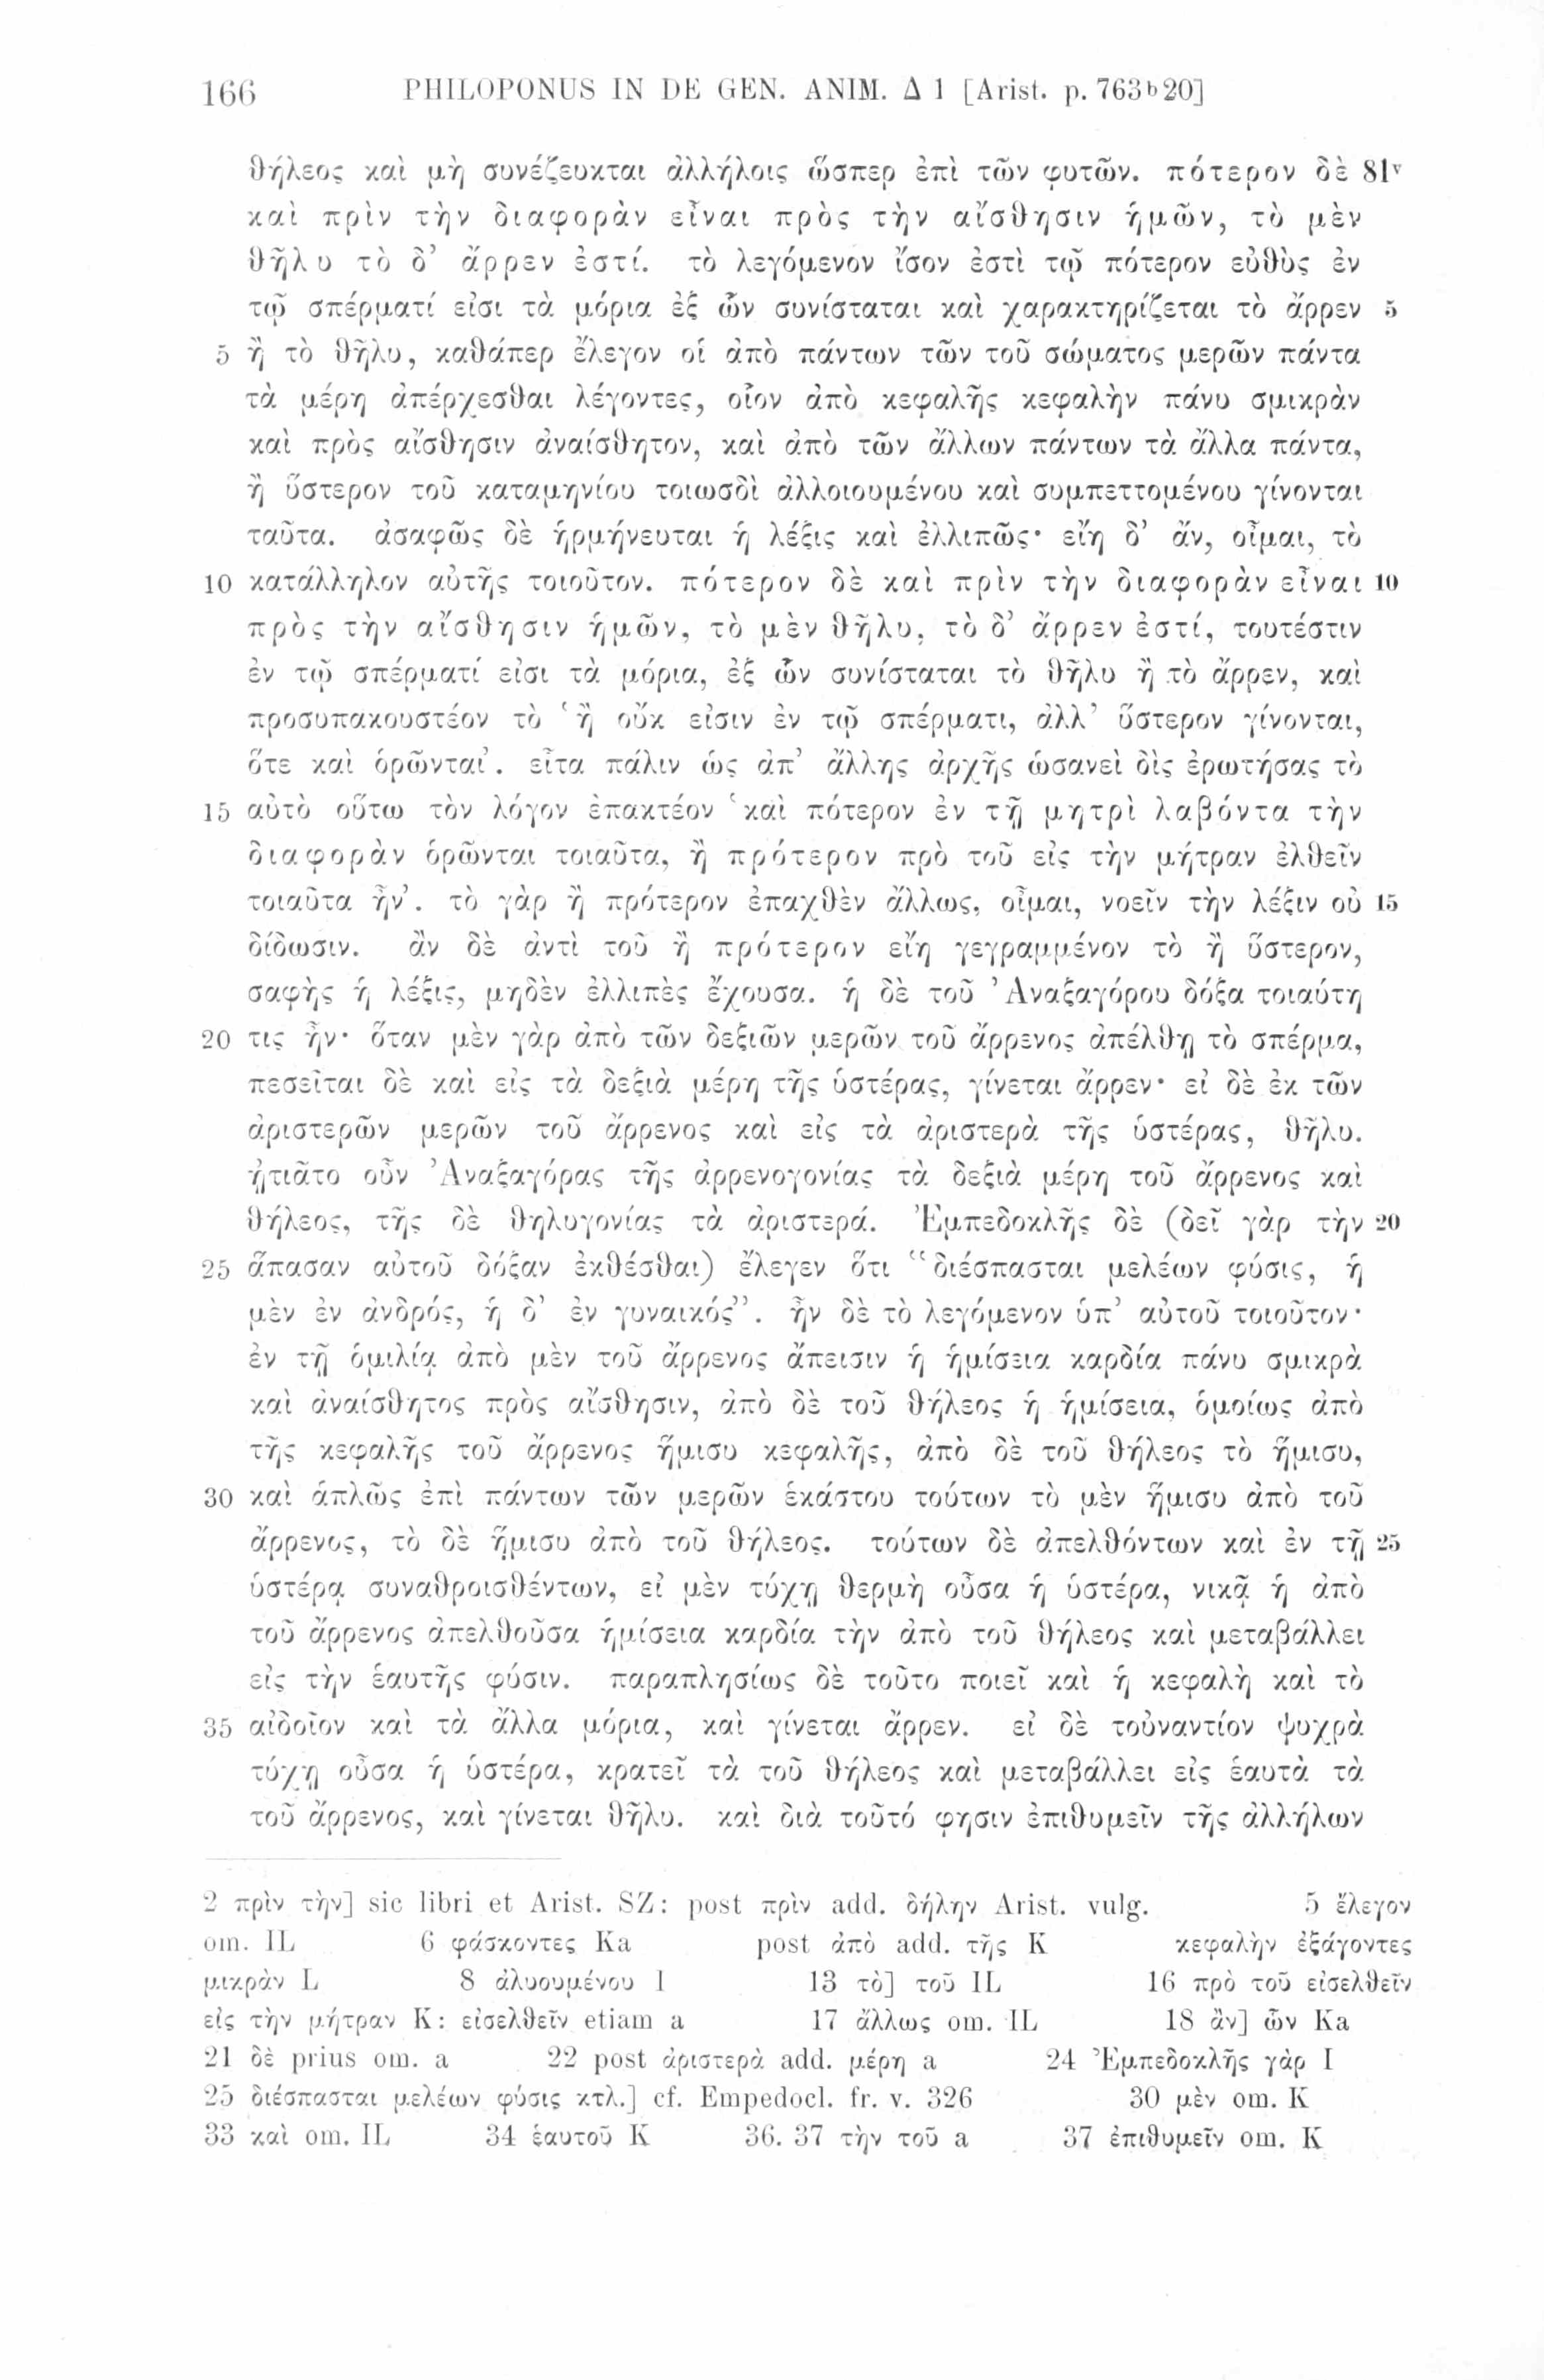 166 PHILOPONUS IN DE GEN. ANIM. Δ 1 [Arist. p. 763b20]
θήλεος καὶ μὴ συνέζευκται ἀλλήλοις ὥσπερ ἐπὶ τῶν φυτῶν. πότερον δὲ 81v
καὶ πρὶν τὴν διαφορὰν εἶναι πρὸς τὴν αἴσθησιν ἡμῶν, τὸ μὲν
θῆλυ τὸ δ’ ἄρρεν ἐστί. τὸ λεγόμενον ἴσον ἐστὶ τῷ πότερον εὐθὺς ἐν
τῷ σπέρματί εἰσι τὰ μόρια ἐξ ὧν συνίσταται καὶ χαρακτηρίζεται τὸ ἄρρεν 5
5 ἢ τὸ θῆλυ, καθάπερ ἔλεγον οἱ ἀπὸ πάντων τῶν τοῦ σώματος μερῶν πάντα
τὰ μέρη ἀπέρχεσθαι λέγοντες, οἷον ἀπὸ κεφαλῆς κεφαλὴν πάνυ σμικρὰν
καὶ πρὸς αἴσθησιν ἀναίσθητον, καὶ ἀπὸ τῶν ἄλλων πάντων τὰ ἄλλα πάντα,
ἢ ὕστερον τοῦ καταμηνίου τοιωσδὶ ἀλλοιουμένου καὶ συμπεττομένου γίνονται
ταῦτα. ἀσαφῶς δὲ ἡρμήνευται ἡ λέξις καὶ ἐλλιπῶς· εἴη δ’ ἄν, οἶμαι, τὸ
10 κατάλληλον αὐτῆς τοιοῦτον. πότερον δὲ καὶ πρὶν τὴν διαφορὰν εἶναι 10
πρὸς τὴν αἴσθησιν ἡμῶν, τὸ μὲν θῆλυ, τὸ δ’ ἄρρεν ἐστί, τουτέστιν
ἐν τῷ σπέρματί εἰσι τὰ μόρια, ἐξ ὧν συνίσταται τὸ θῆλυ ἢ τὸ ἄρρεν, καὶ
προσυπακουστέον τὸ ‘ἢ οὔκ εἰσιν ἐν τῷ σπέρματι, ἀλλ’ ὕστερον γίνονται,
ὅτε καὶ ὁρῶνται’. εἶτα πάλιν ὡς ἀπ’ ἄλλης ἀρχῆς ὡσανεὶ δὶς ἐρωτήσας τὸ
15 αὐτὸ οὕτω τὸν λόγον ἐπακτέον ‘καὶ πότερον ἐν τῇ μητρὶ λαβόντα τὴν
διαφορὰν ὁρῶνται τοιαῦτα, ἢ πρότερον πρὸ τοῦ εἰς τὴν μήτραν ἐλθεῖν
τοιαῦτα ἦν’. τὸ γὰρ ἢ πρότερον ἐπαχθὲν ἄλλως, οἶμαι, νοεῖν τὴν λέξιν οὐ 15
δίδωσιν. ἂν δὲ ἀντὶ τοῦ ἢ πρότερον εἴη γεγραμμένον τὸ ἢ ὕστερον,
σαφὴς ἡ λέξις, μηδὲν ἐλλιπὲς ἔχουσα. ἡ δὲ τοῦ Ἀναξαγόρου δόξα τοιαύτη
20 τις ἦν· ὅταν μὲν γὰρ ἀπὸ τῶν δεξιῶν μερῶν τοῦ ἄρρενος ἀπέλθῃ τὸ σπέρμα,
πεσεῖται δὲ καὶ εἰς τὰ δεξιὰ μέρη τῆς ὑστέρας, γίνεται ἄρρεν· εἰ δὲ ἐκ τῶν
ἀριστερῶν μερῶν τοῦ ἄρρενος καὶ εἰς τὰ ἀριστερὰ τῆς ὑστέρας, θῆλυ.
ᾐτιᾶτο οὖν Ἀναξαγόρας τῆς ἀρρενογονίας τὰ δεξιὰ μέρη τοῦ ἄρρενος καὶ
θήλεος, τῆς δὲ θηλυγονίας τὰ ἀριστερά. Ἐμπεδοκλῆς δὲ (δεῖ γὰρ τὴν 20
25 ἅπασαν αὐτοῦ δόξαν ἐκθέσθαι) ἔλεγεν ὅτι “διέσπασται μελέων φύσις, ἡ
μὲν ἐν ἀνδρός, ἡ δ’ ἐν γυναικός”. ἦν δὲ τὸ λεγόμενον ὑπ’ αὐτοῦ τοιοῦτον·
ἐν τῇ ὁμιλίᾳ ἀπὸ μὲν τοῦ ἄρρενος ἄπεισιν ἡ ἡμίσεια καρδία πάνυ σμικρὰ
καὶ ἀναίσθητος πρὸς αἴσθησιν, ἀπὸ δὲ τοῦ θήλεος ἡ ἡμίσεια, ὁμοίως ἀπὸ
τῆς κεφαλῆς τοῦ ἄρρενος ἥμισυ κεφαλῆς, ἀπὸ δὲ τοῦ θήλεος τὸ ἥμισυ,
30 καὶ ἁπλῶς ἐπὶ πάντων τῶν μερῶν ἑκάστου τούτων τὸ μὲν ἥμισυ ἀπὸ τοῦ
ἄρρενος, τὸ δὲ ἥμισυ ἀπὸ τοῦ θήλεος. τούτων δὲ ἀπελθόντων καὶ ἐν τῇ 25
ὑστέρᾳ συναθροισθέντων, εἰ μὲν τύχῃ θερμὴ οὖσα ἡ ὑστέρα, νικᾷ ἡ ἀπὸ
τοῦ ἄρρενος ἀπελθοῦσα ἡμίσεια καρδία τὴν ἀπὸ τοῦ θήλεος καὶ μεταβάλλει
εἰς τὴν ἑαυτῆς φύσιν. παραπλησίως δὲ τοῦτο ποιεῖ καὶ ἡ κεφαλὴ καὶ τὸ
35 αἰδοῖον καὶ τὰ ἄλλα μόρια, καὶ γίνεται ἄρρεν. εἰ δὲ τοὐναντίον ψυχρὰ
τύχῃ οὖσα ἡ ὑστέρα, κρατεῖ τὰ τοῦ θήλεος καὶ μεταβάλλει εἰς ἑαυτὰ τὰ
τοῦ ἄρρενος, καὶ γίνεται θῆλυ. καὶ διὰ τοῦτό φησιν ἐπιθυμεῖν τῆς ἀλλήλων
2 πρὶν τὴν] sic libri et Arist. SZ: post πρὶν add. δήλην Arist. vulg. 5 ἔλεγον
om. IL 6 φάσκοντες Ka post ἀπὸ add. τῆς K κεφαλὴν ἐξάγοντες
μικρὰν L 8 ἀλυουμένου l 13 τὸ] τοῦ IL 16 πρὸ τοῦ εἰσελθεῖν
εἰς τὴν μήτραν K: εἰσελθεῖν etiam a 17 ἄλλως om. IL 18 ἂν] ὧν Ka
21 δὲ prius om. a 22 post ἀριστερὰ add. μέρη a 24 Ἐμπεδοκλῆς γὰρ I
25 διέσπασται μελέων φύσις κτλ.] cf. Empedocl. fr. v. 326 30 μὲν om. K
33 καὶ om. IL 34 ἑαυτοῦ K 36. 37 τὴν τοῦ a 37 ἐπιθυμεῖν om. K